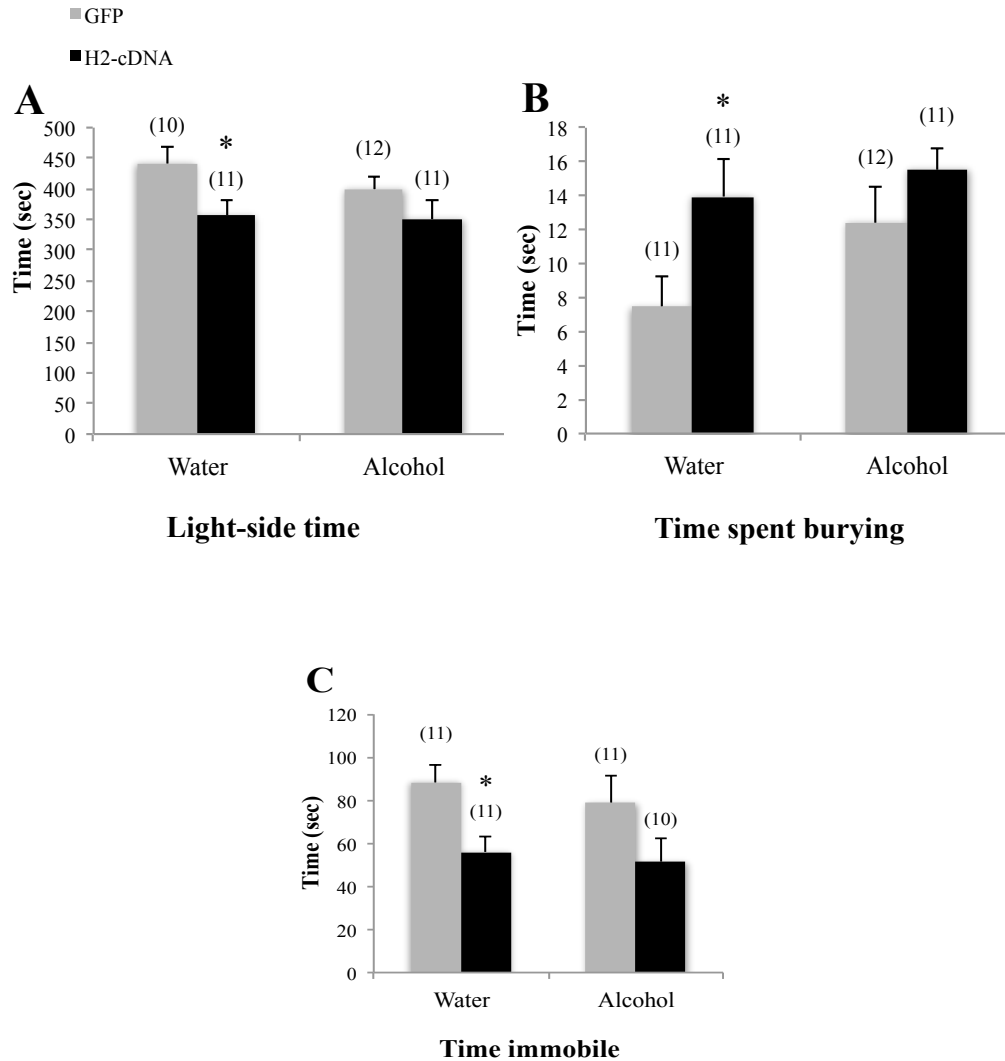 GFP
H2-cDNA
A
Time (sec)
500
450
400
350
300
250
200
150
100
50
0
(10)
*
(11)
(12)
(11)
Water
Alcohol
Light-side time
B
Time (sec)
18
16
14
12
10
8
6
4
2
0
(11)
*
(11)
(12)
(11)
Water
Alcohol
Time spent burying
C
Time (sec)
120
100
80
60
40
20
0
(11)
*
(11)
(11)
(10)
Water
Alcohol
Time immobile